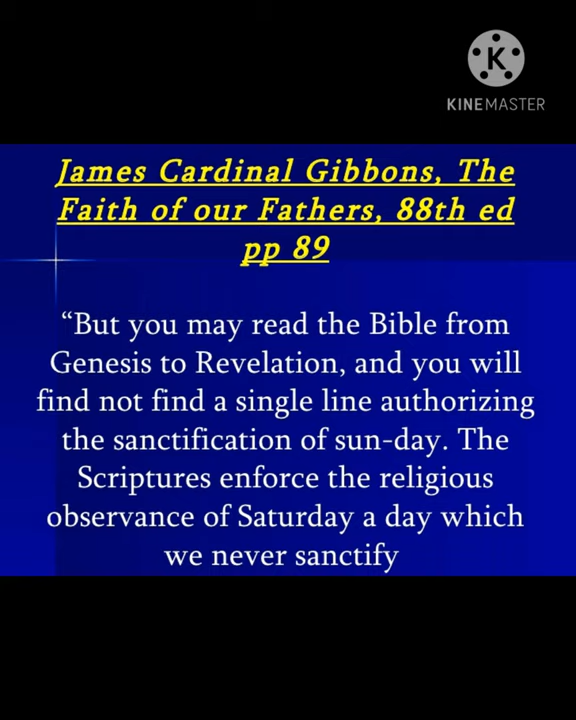 KINEMASTER
James Cardinal Gibbons, The
Faith of our Fathers, 88th ed
pp 89
“But you may read the Bible from
Genesis to Revelation, and you will
find not find a single line authorizing
the sanctification of sun-day. The
Scriptures enforce the religious
observance of Saturday a day which
we never sanctify